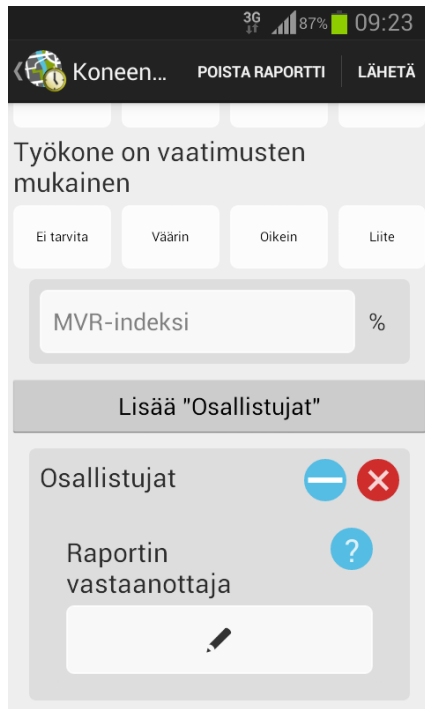 3G 87% 09:23
Koneen... POISTA RAPORTTI LÄHETÄ
Työkone on vaatimusten
mukainen
Ei tarvita Väärin Oikein Liite
MVR-indeksi %
Lisää "Osallistujat"
Osallistujat
Raportin ?
vastaanottaja